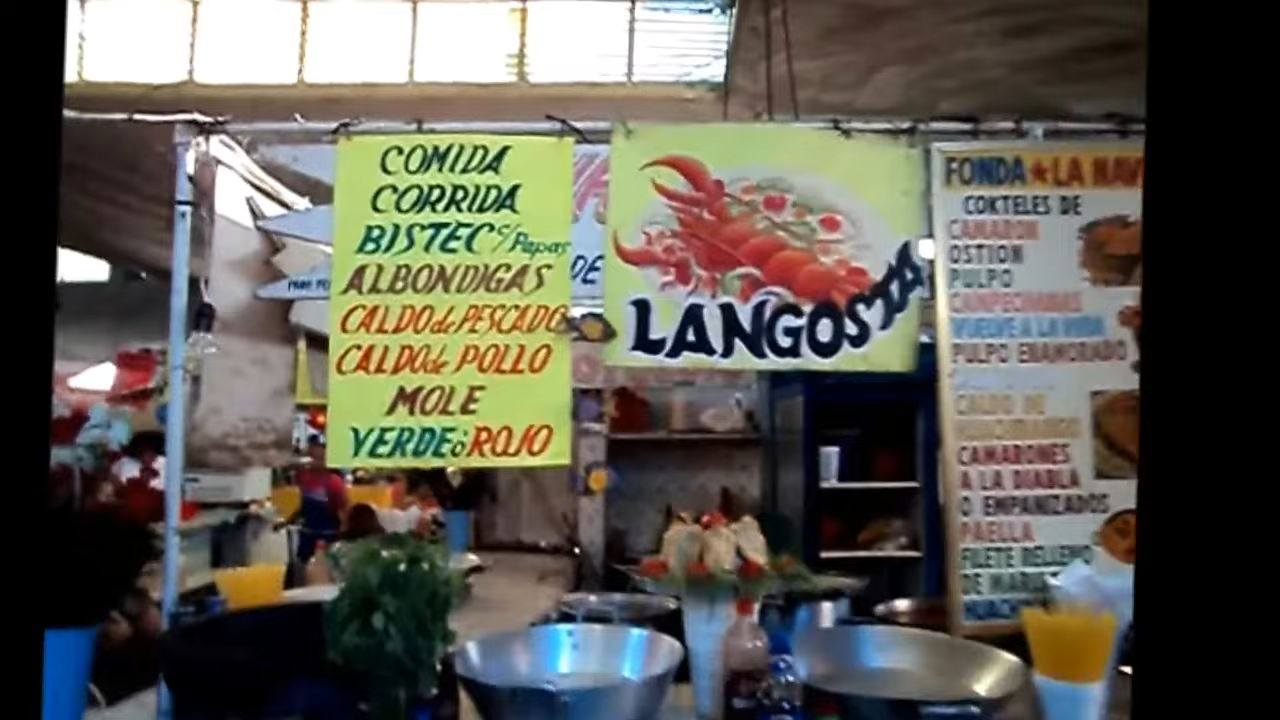 COMIDA
CORRIDA
BISTEC c/Papas
ALBONDIGAS
CALDO de PESCADO
CALDO de POLLO
MOLE
VERDE ó ROJO
DE
LANGOSTA
FONDA ★ LA NAV
COKTELES DE
CAMARON
OSTION
PULPO
CAMPECHANAS
VUELVE A LA VIDA
PULPO ENAMORADO
CALDO DE
CAMARONES
A LA DIABLA
O EMPANIZADOS
PAELLA
FILETE RELLENO
DE